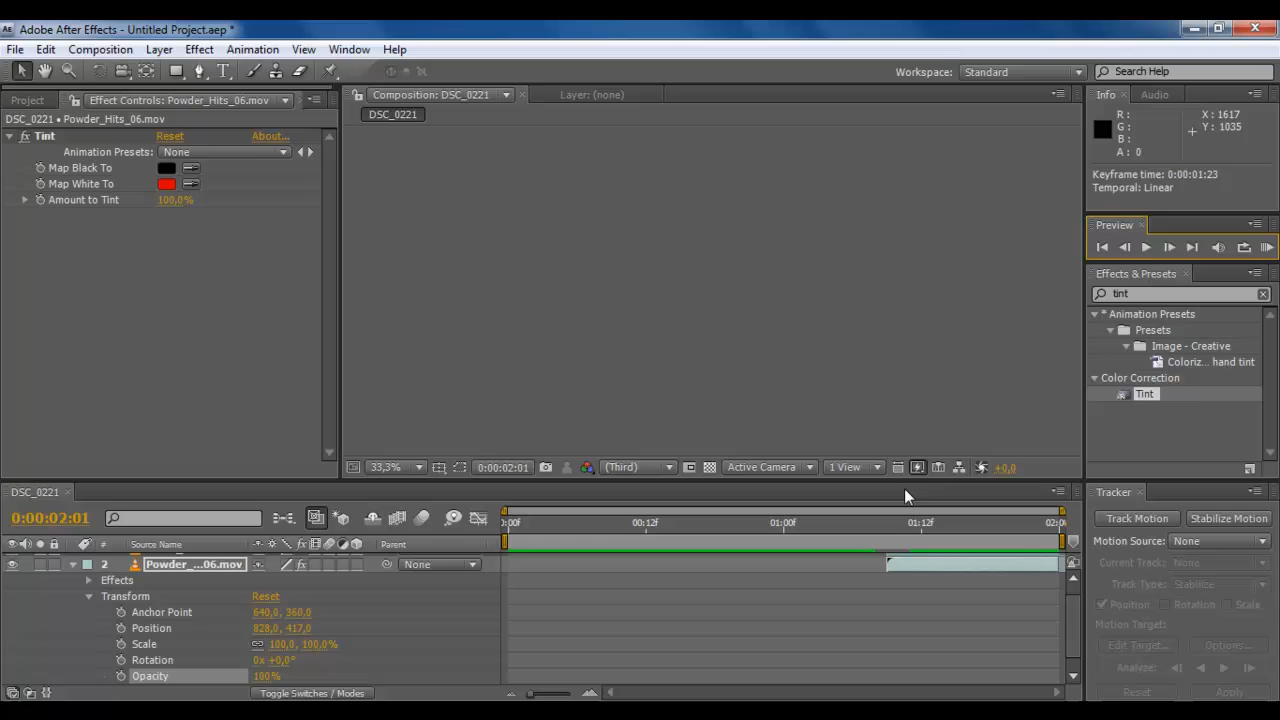 Adobe After Effects - Untitled Project.aep *
File Edit Composition Layer Effect Animation View Window Help
Workspace: Standard Search Help
Project Effect Controls: Powder_Hits_06.mov
DSC_0221 • Powder_Hits_06.mov
Tint Reset About...
Animation Presets: None
Map Black To
Map White To
Amount to Tint 100,0%
Composition: DSC_0221 Layer: (none)
DSC_0221
33,3% 0:00:02:01 (Third) Active Camera 1 View +0,0
Info Audio
R : X : 1617
G : Y : 1035
B :
A : 0
Keyframe time: 0:00:01:23
Temporal: Linear
Preview
Effects & Presets
tint
* Animation Presets
Presets
Image - Creative
Coloriz... hand tint
Color Correction
Tint
DSC_0221
0:00:02:01
# Source Name Parent
):00f 00:12f 01:00f 01:12f 02:0
2 Powder_...06.mov None
Effects
Transform Reset
Anchor Point 640,0, 360,0
Position 828,0, 417,0
Scale 100,0, 100,0%
Rotation 0x +0,0°
Opacity 100%
Toggle Switches / Modes
Tracker
Track Motion Stabilize Motion
Motion Source: None
Current Track: None
Track Type: Stabilize
Position Rotation Scale
Motion Target:
Edit Target... Options...
Analyze:
Reset Apply